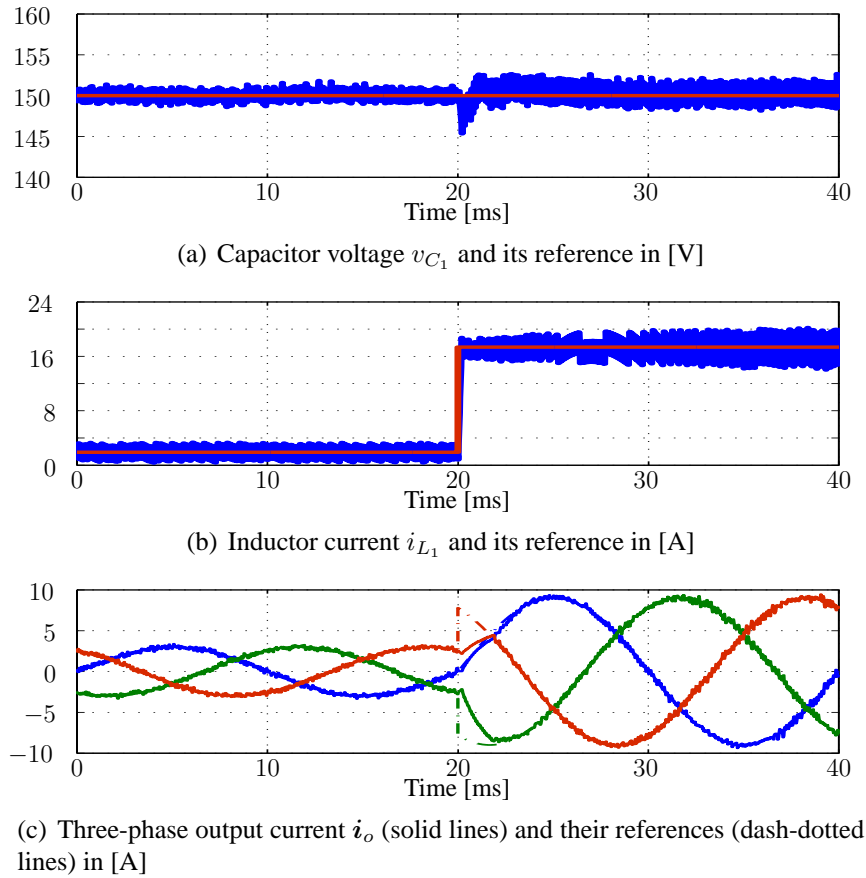 160
155
150
145
140
0 10 20 30 40
Time [ms]
(a) Capacitor voltage $v_{C_1}$ and its reference in [V]
24
16
8
0
0 10 20 30 40
Time [ms]
(b) Inductor current $i_{L_1}$ and its reference in [A]
10
5
0
−5
−10
0 10 20 30 40
Time [ms]
(c) Three-phase output current $\boldsymbol{i}_o$ (solid lines) and their references (dash-dotted
lines) in [A]